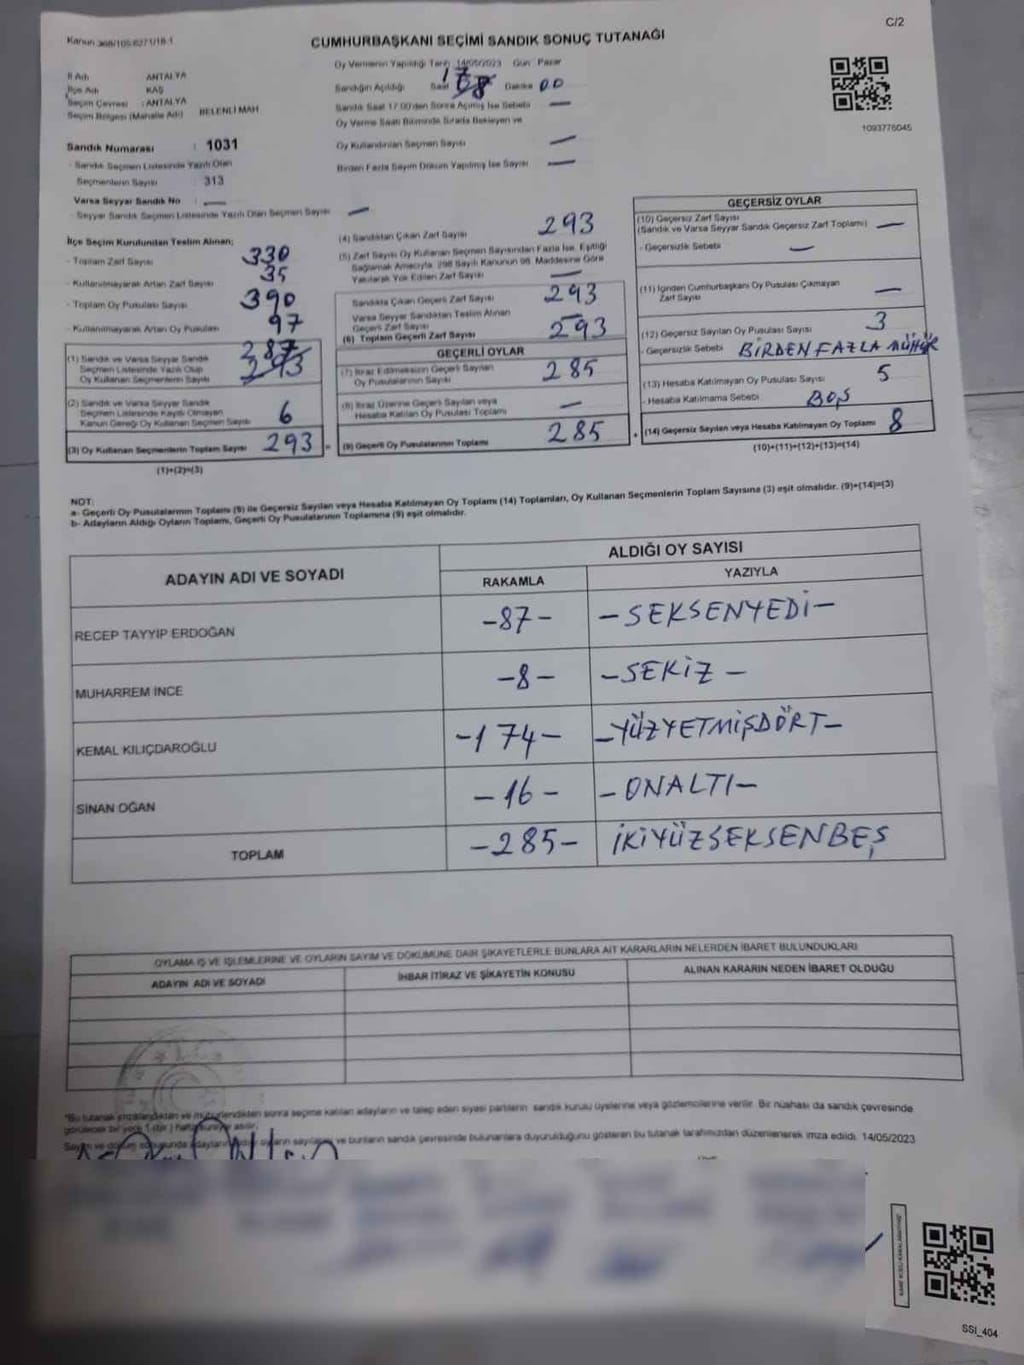 C/2
Kanun 298/105/6271/18-1
CUMHURBAŞKANI SEÇİMİ SANDIK SONUÇ TUTANAĞI
İl Adı ANTALYA
İlçe Adı KAŞ
Seçim Çevresi : ANTALYA
Seçim Bölgesi (Mahalle Adı) BELENLİ MAH.
Sandık Numarası : 1031
- Sandık Seçmen Listesinde Yazılı Olan
Seçmenlerin Sayısı : 313
Varsa Seyyar Sandık No : —
- Seyyar Sandık Seçmen Listesinde Yazılı Olan Seçmen Sayısı —
Oy Vermenin Yapıldığı Tarih 14/05/2023 Gün: Pazar
Sandığın Açıldığı Saat 17 Dakika 00
Sandık Saat 17.00'den Sonra Açılmış İse Sebebi —
Oy Verme Saati Bitiminde Sırada Bekleyen ve
Oy Kullandırılan Seçmen Sayısı —
Birden Fazla Sayım Döküm Yapılmış İse Sayısı —
1093776045
İlçe Seçim Kurulundan Teslim Alınan;
- Toplam Zarf Sayısı 330
- Kullanılmayarak Artan Zarf Sayısı 35
- Toplam Oy Pusulası Sayısı 390
- Kullanılmayarak Artan Oy Pusulası 97
(1) Sandık ve Varsa Seyyar Sandık
Seçmen Listesinde Yazılı Olup
Oy Kullanan Seçmenlerin Sayısı 287 293
(2) Sandık ve Varsa Seyyar Sandık
Seçmen Listesinde Kayıtlı Olmayan
Kanun Gereği Oy Kullanan Seçmen Sayısı 6
(3) Oy Kullanan Seçmenlerin Toplam Sayısı 293 =
(1)+(2)=(3)
(4) Sandıktan Çıkan Zarf Sayısı 293
(5) Zarf Sayısı Oy Kullanan Seçmen Sayısından Fazla İse, Eşitliği
Sağlamak Amacıyla, 298 Sayılı Kanunun 98. Maddesine Göre
Yakılarak Yok Edilen Zarf Sayısı —
Sandıkta Çıkan Geçerli Zarf Sayısı 293
Varsa Seyyar Sandıktan Teslim Alınan
Geçerli Zarf Sayısı —
(6) Toplam Geçerli Zarf Sayısı 293
GEÇERLİ OYLAR
(7) İtiraz Edilmeksizin Geçerli Sayılan
Oy Pusulalarının Sayısı 285
(8) İtiraz Üzerine Geçerli Sayılan veya
Hesaba Katılan Oy Pusulası Toplamı —
(9) Geçerli Oy Pusulalarının Toplamı 285 +
GEÇERSİZ OYLAR
(10) Geçersiz Zarf Sayısı
(Sandık ve Varsa Seyyar Sandık Geçersiz Zarf Toplamı) —
- Geçersizlik Sebebi —
(11) İçinden Cumhurbaşkanı Oy Pusulası Çıkmayan
Zarf Sayısı —
(12) Geçersiz Sayılan Oy Pusulası Sayısı 3
- Geçersizlik Sebebi BİRDEN FAZLA MÜHÜR
(13) Hesaba Katılmayan Oy Pusulası Sayısı 5
- Hesaba Katılmama Sebebi BOŞ
(14) Geçersiz Sayılan veya Hesaba Katılmayan Oy Toplamı 8
(10)+(11)+(12)+(13)=(14)
NOT:
a- Geçerli Oy Pusulalarının Toplamı (9) ile Geçersiz Sayılan veya Hesaba Katılmayan Oy Toplamı (14) Toplamları, Oy Kullanan Seçmenlerin Toplam Sayısına (3) eşit olmalıdır. (9)+(14)=(3)
b- Adayların Aldığı Oyların Toplamı, Geçerli Oy Pusulalarının Toplamına (9) eşit olmalıdır.
ADAYIN ADI VE SOYADI
ALDIĞI OY SAYISI
RAKAMLA YAZIYLA
RECEP TAYYİP ERDOĞAN -87- -SEKSENYEDİ-
MUHARREM İNCE -8- -SEKİZ-
KEMAL KILIÇDAROĞLU -174- -YÜZYETMİŞDÖRT-
SİNAN OĞAN -16- -ONALTI-
TOPLAM -285- İKİYÜZSEKSENBEŞ
OYLAMA İŞ VE İŞLEMLERİNE VE OYLARIN SAYIM VE DÖKÜMÜNE DAİR ŞİKAYETLERLE BUNLARA AİT KARARLARIN NELERDEN İBARET BULUNDUKLARI
ADAYIN ADI VE SOYADI İHBAR İTİRAZ VE ŞİKAYETİN KONUSU ALINAN KARARIN NEDEN İBARET OLDUĞU
*Bu tutanak imzalandıktan ve mühürlendikten sonra seçime katılan adayların ve talep eden siyasi partilerin sandık kurulu üyelerine veya gözlemcilerine verilir. Bir nüshası da sandık çevresinde
görülecek bir yere 1 (bir) hafta süreyle asılır.
Sayım ve döküm sonucunda adayların aldığı oyların sayılarını ve bunların sandık çevresinde bulunanlara duyurulduğunu gösteren bu tutanak tarafımızdan düzenlenerek imza edildi. 14/05/2023
SSİ_404